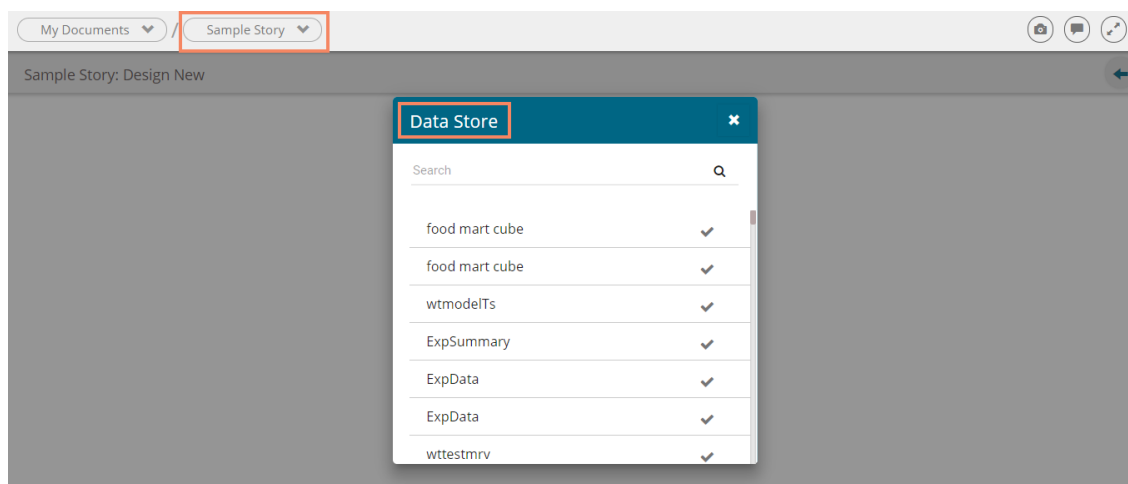 My Documents / Sample Story
Sample Story: Design New
Data Store
Search
food mart cube
food mart cube
wtmodelTs
ExpSummary
ExpData
ExpData
wttestmrv